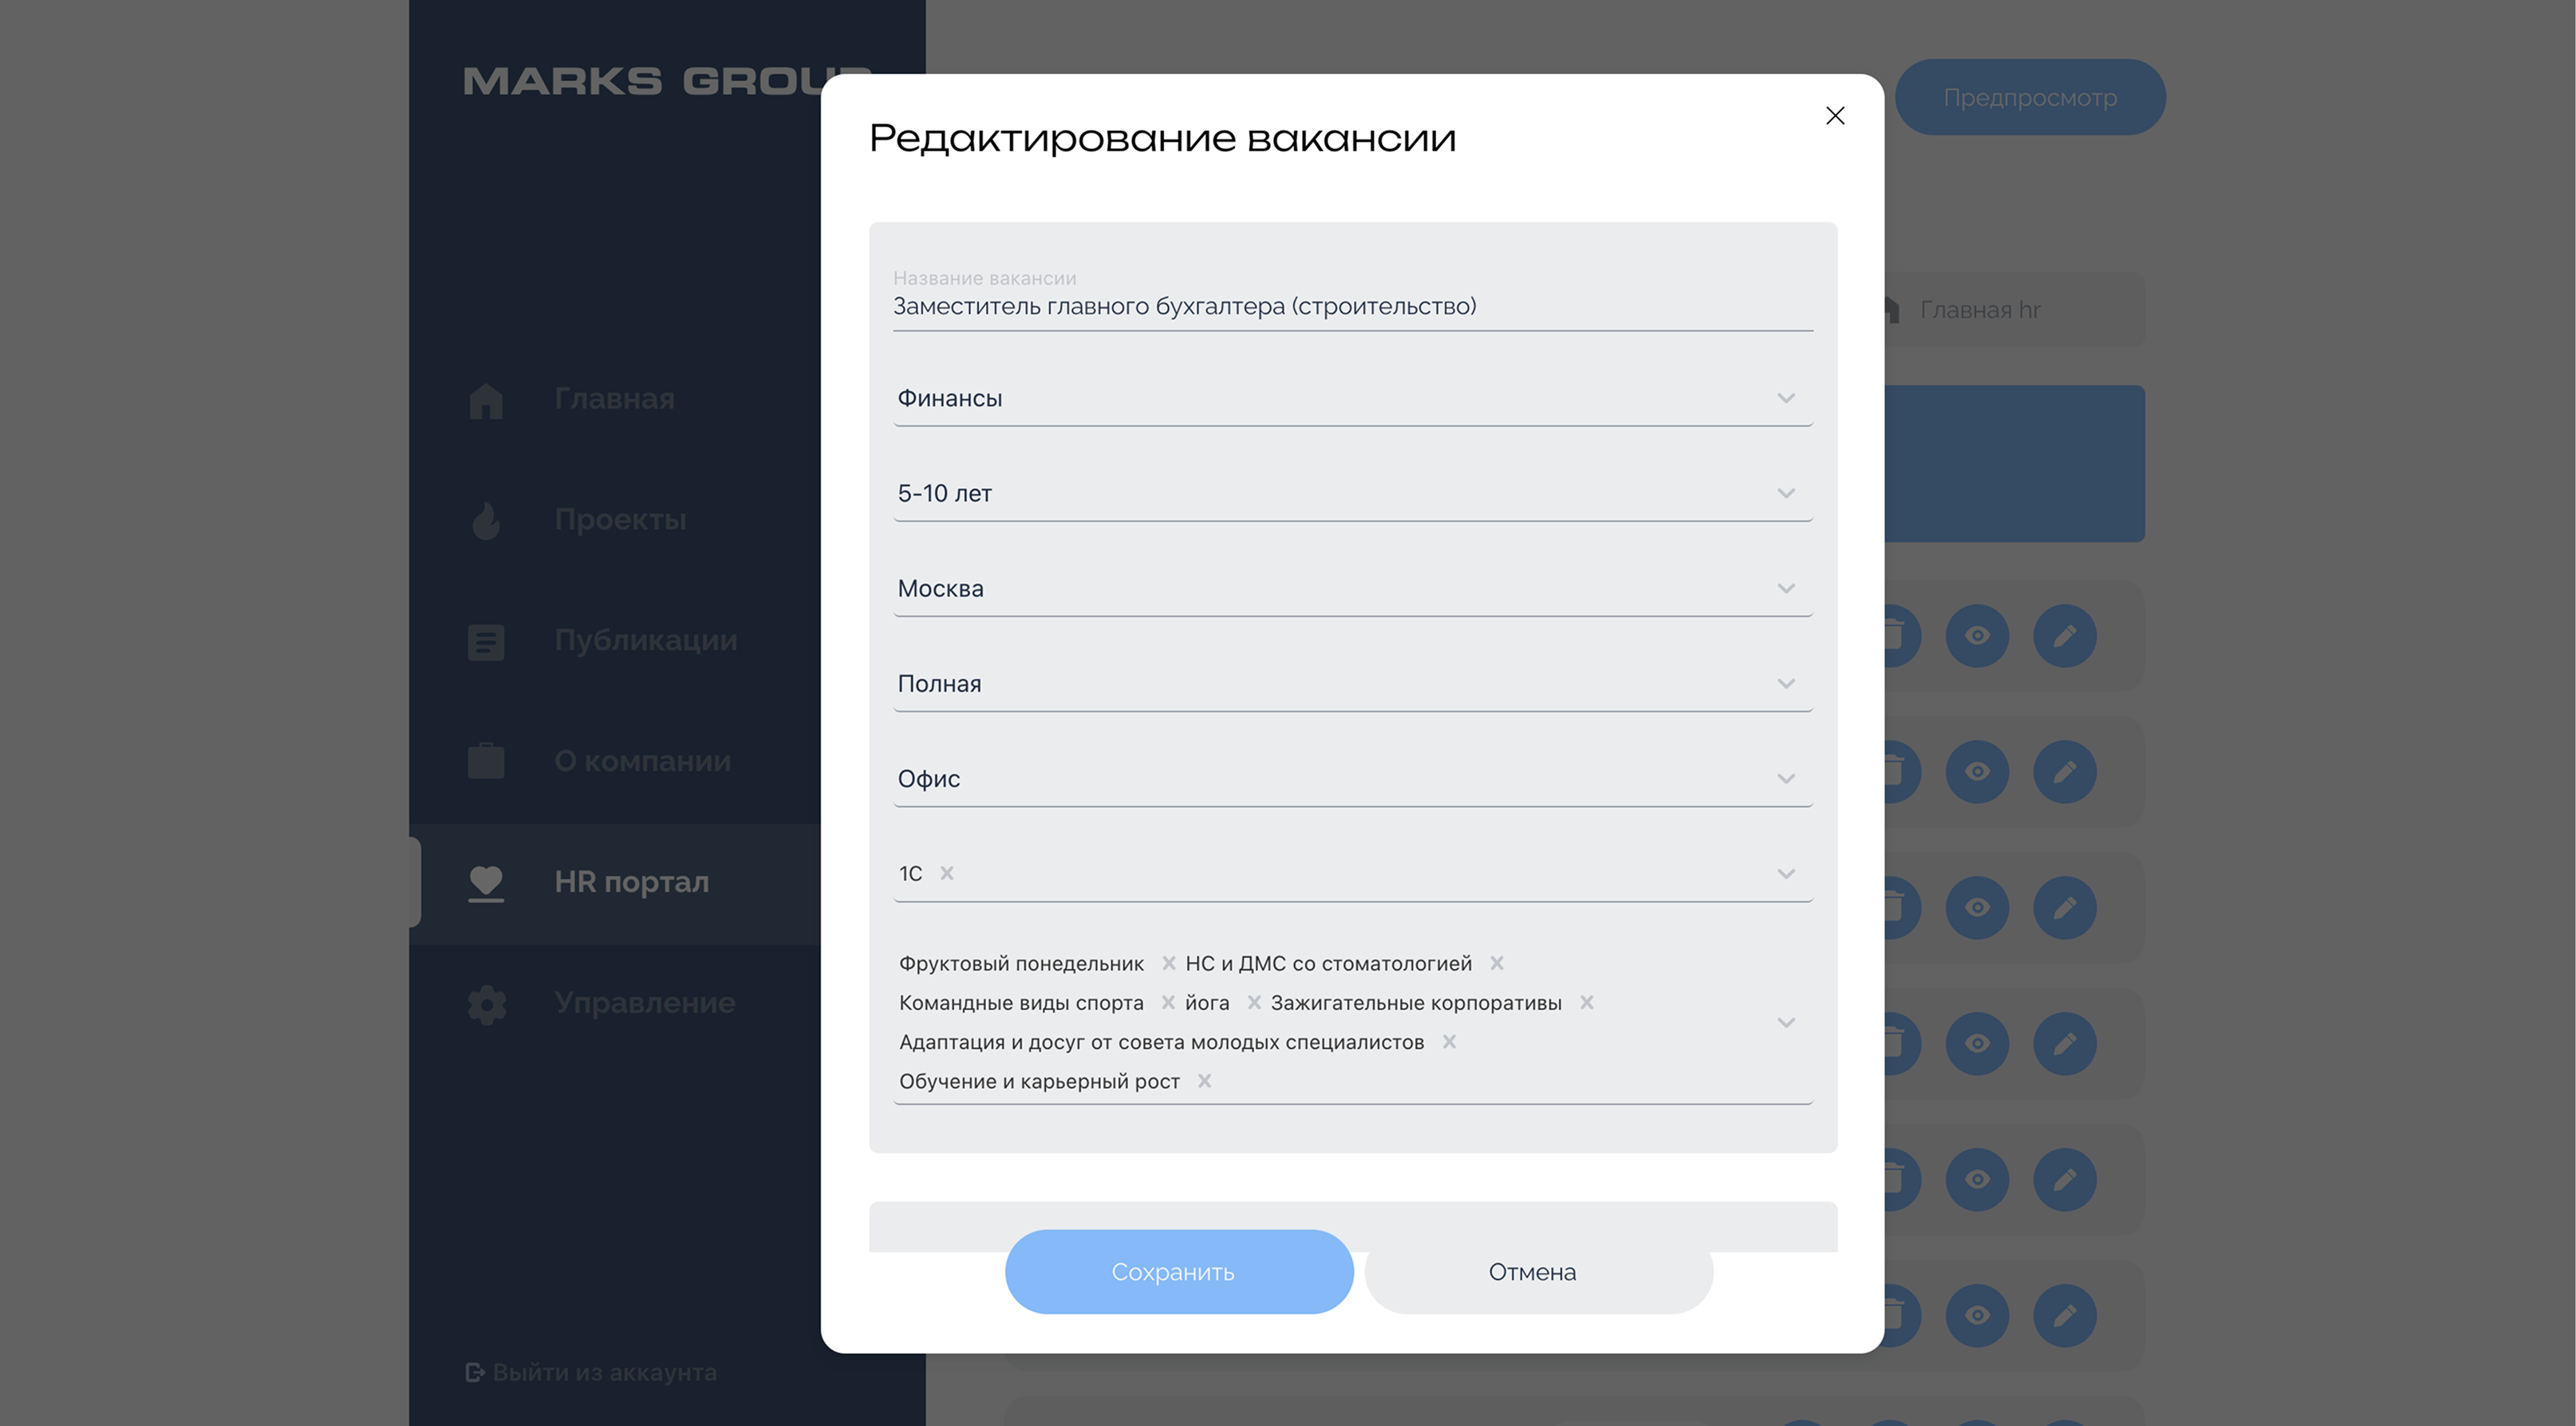 MARKS GROUP
Предпросмотр
Редактирование вакансии
Название вакансии
Заместитель главного бухгалтера (строительство)
Главная hr
Финансы
Главная
5-10 лет
Проекты
Москва
Публикации
Полная
О компании
Офис
1С
HR портал
Фруктовый понедельник НС и ДМС со стоматологией
Командные виды спорта йога Зажигательные корпоративы
Управление
Адаптация и досуг от совета молодых специалистов
Обучение и карьерный рост
Сохранить
Отмена
Выйти из аккаунта